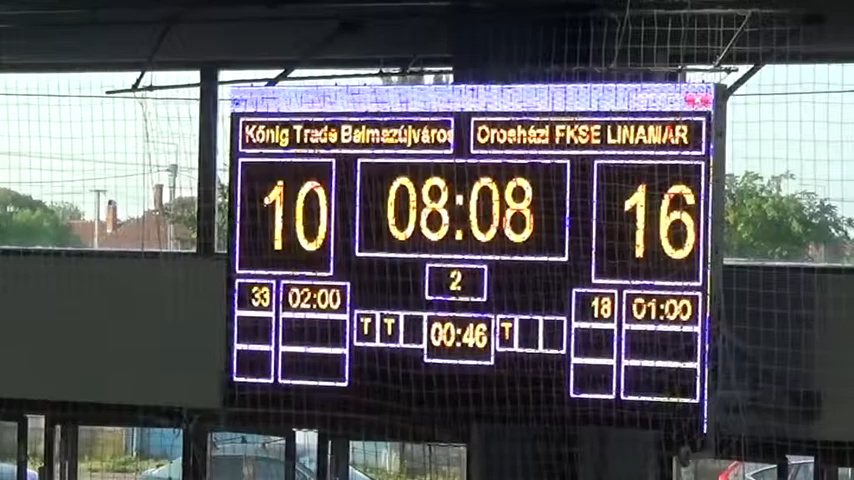 König Trade Balmazújváros
Orosházi FKSE LINAMAR
10
08:08
16
2
33 02:00
18 01:00
T T
00:46
T